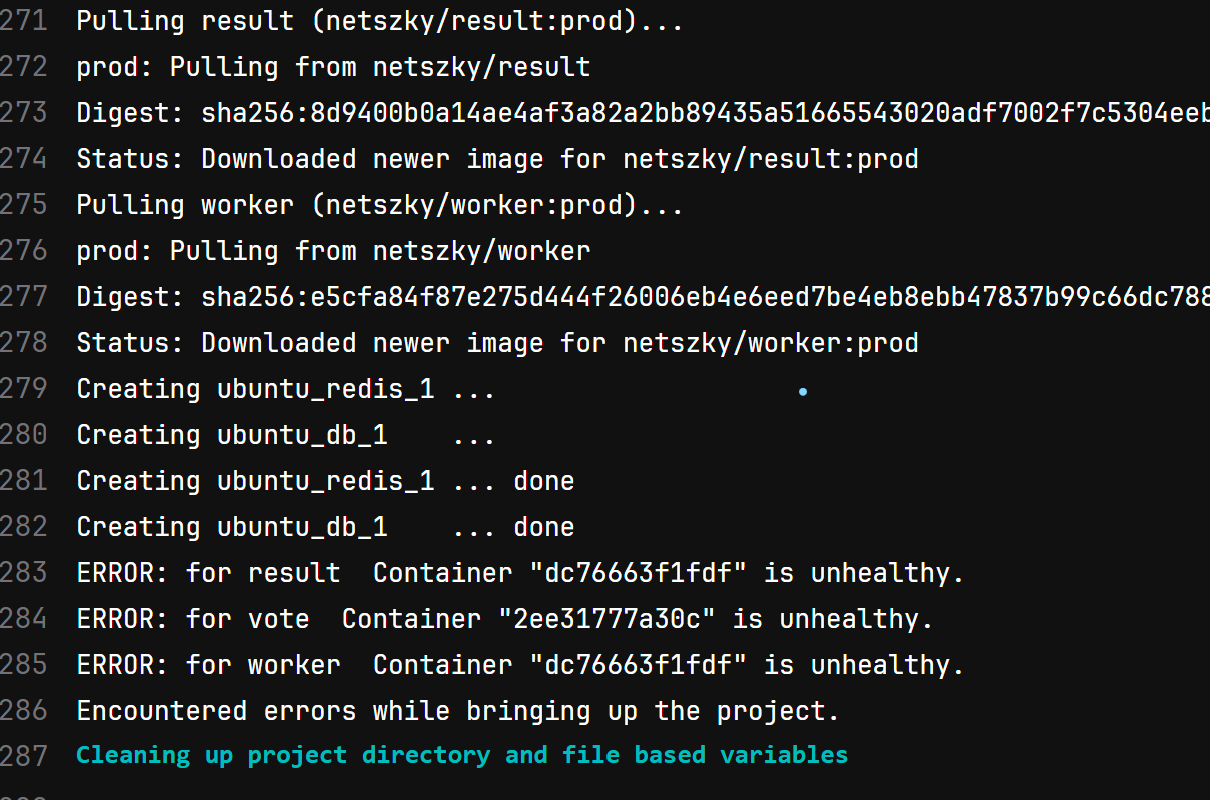 271 Pulling result (netszky/result:prod)...
272 prod: Pulling from netszky/result
273 Digest: sha256:8d9400b0a14ae4af3a82a2bb89435a51665543020adf7002f7c5304eeb
274 Status: Downloaded newer image for netszky/result:prod
275 Pulling worker (netszky/worker:prod)...
276 prod: Pulling from netszky/worker
277 Digest: sha256:e5cfa84f87e275d444f26006eb4e6eed7be4eb8ebb47837b99c66dc788
278 Status: Downloaded newer image for netszky/worker:prod
279 Creating ubuntu_redis_1 ...
280 Creating ubuntu_db_1    ...
281 Creating ubuntu_redis_1 ... done
282 Creating ubuntu_db_1    ... done
283 ERROR: for result  Container "dc76663f1fdf" is unhealthy.
284 ERROR: for vote  Container "2ee31777a30c" is unhealthy.
285 ERROR: for worker  Container "dc76663f1fdf" is unhealthy.
286 Encountered errors while bringing up the project.
287 Cleaning up project directory and file based variables